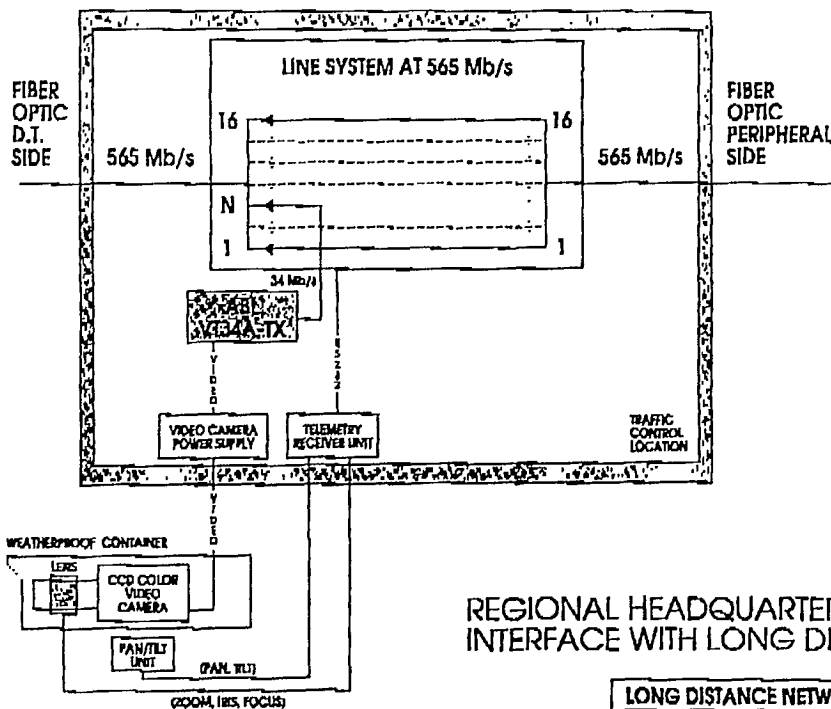 LINE SYSTEM AT 565 Mb/s
FIBER
OPTIC
D.T.
SIDE
565 Mb/s
16
16
N
1
1
565 Mb/s
FIBER
OPTIC
PERIPHERAL
SIDE
34 Mb/s
ABL
VT34A-TX
VIDEO
RS232
VIDEO CAMERA
POWER SUPPLY
TELEMETRY
RECEIVER UNIT
TRAFFIC
CONTROL
LOCATION
VIDEO
WEATHERPROOF CONTAINER
LENS
CCD COLOR
VIDEO
CAMERA
PAN/TILT
UNIT
(PAN, TILT)
(ZOOM, IRIS, FOCUS)
REGIONAL HEADQUARTE
INTERFACE WITH LONG DI
LONG DISTANCE NETW